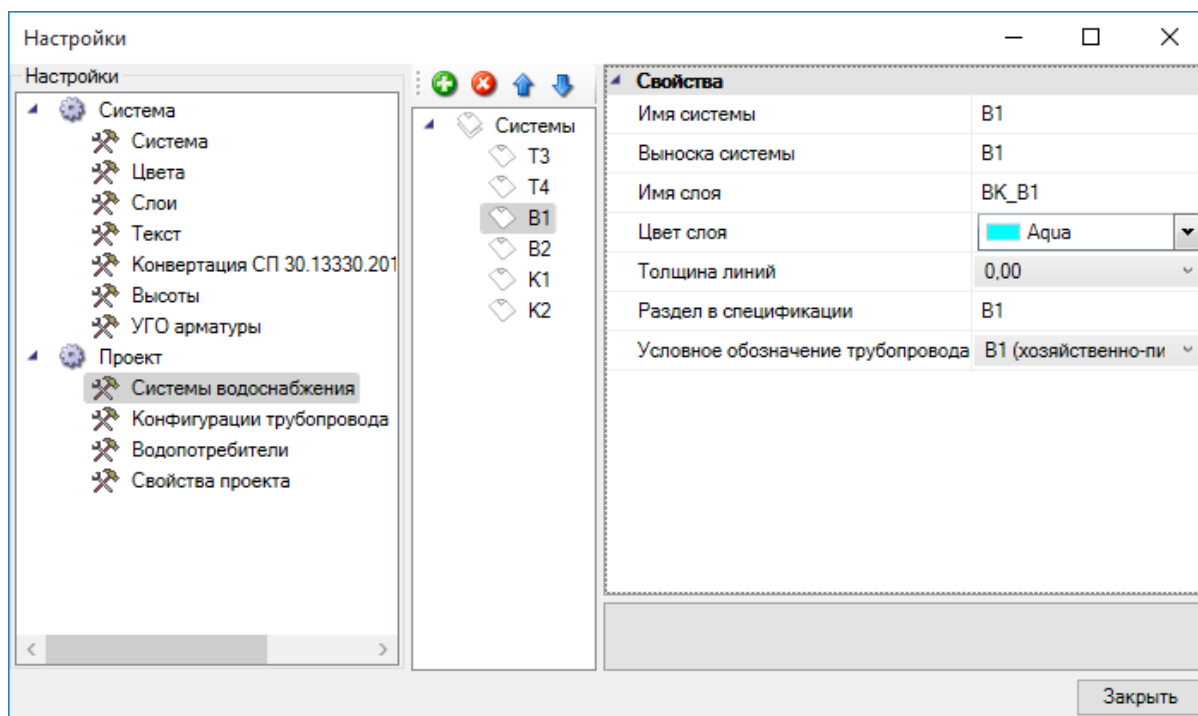 Настройки
Настройки
Система
Система
Цвета
Слои
Текст
Конвертация СП 30.13330.201
Высоты
УГО арматуры
Проект
Системы водоснабжения
Конфигурации трубопровода
Водопотребители
Свойства проекта
Системы
Т3
Т4
В1
В2
К1
К2
Свойства
Имя системы В1
Выноска системы В1
Имя слоя ВК_В1
Цвет слоя Aqua
Толщина линий 0,00
Раздел в спецификации В1
Условное обозначение трубопровода В1 (хозяйственно-пи
Закрыть